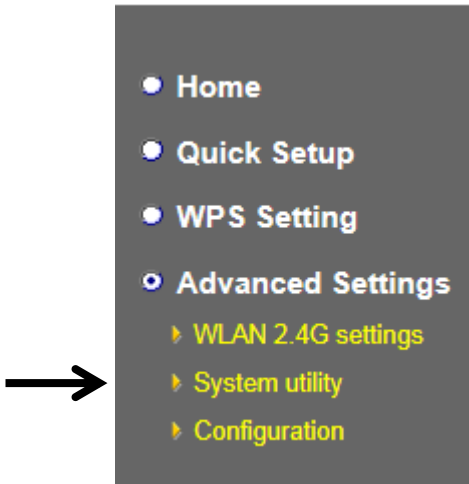 Home
Quick Setup
WPS Setting
Advanced Settings
WLAN 2.4G settings
System utility
Configuration